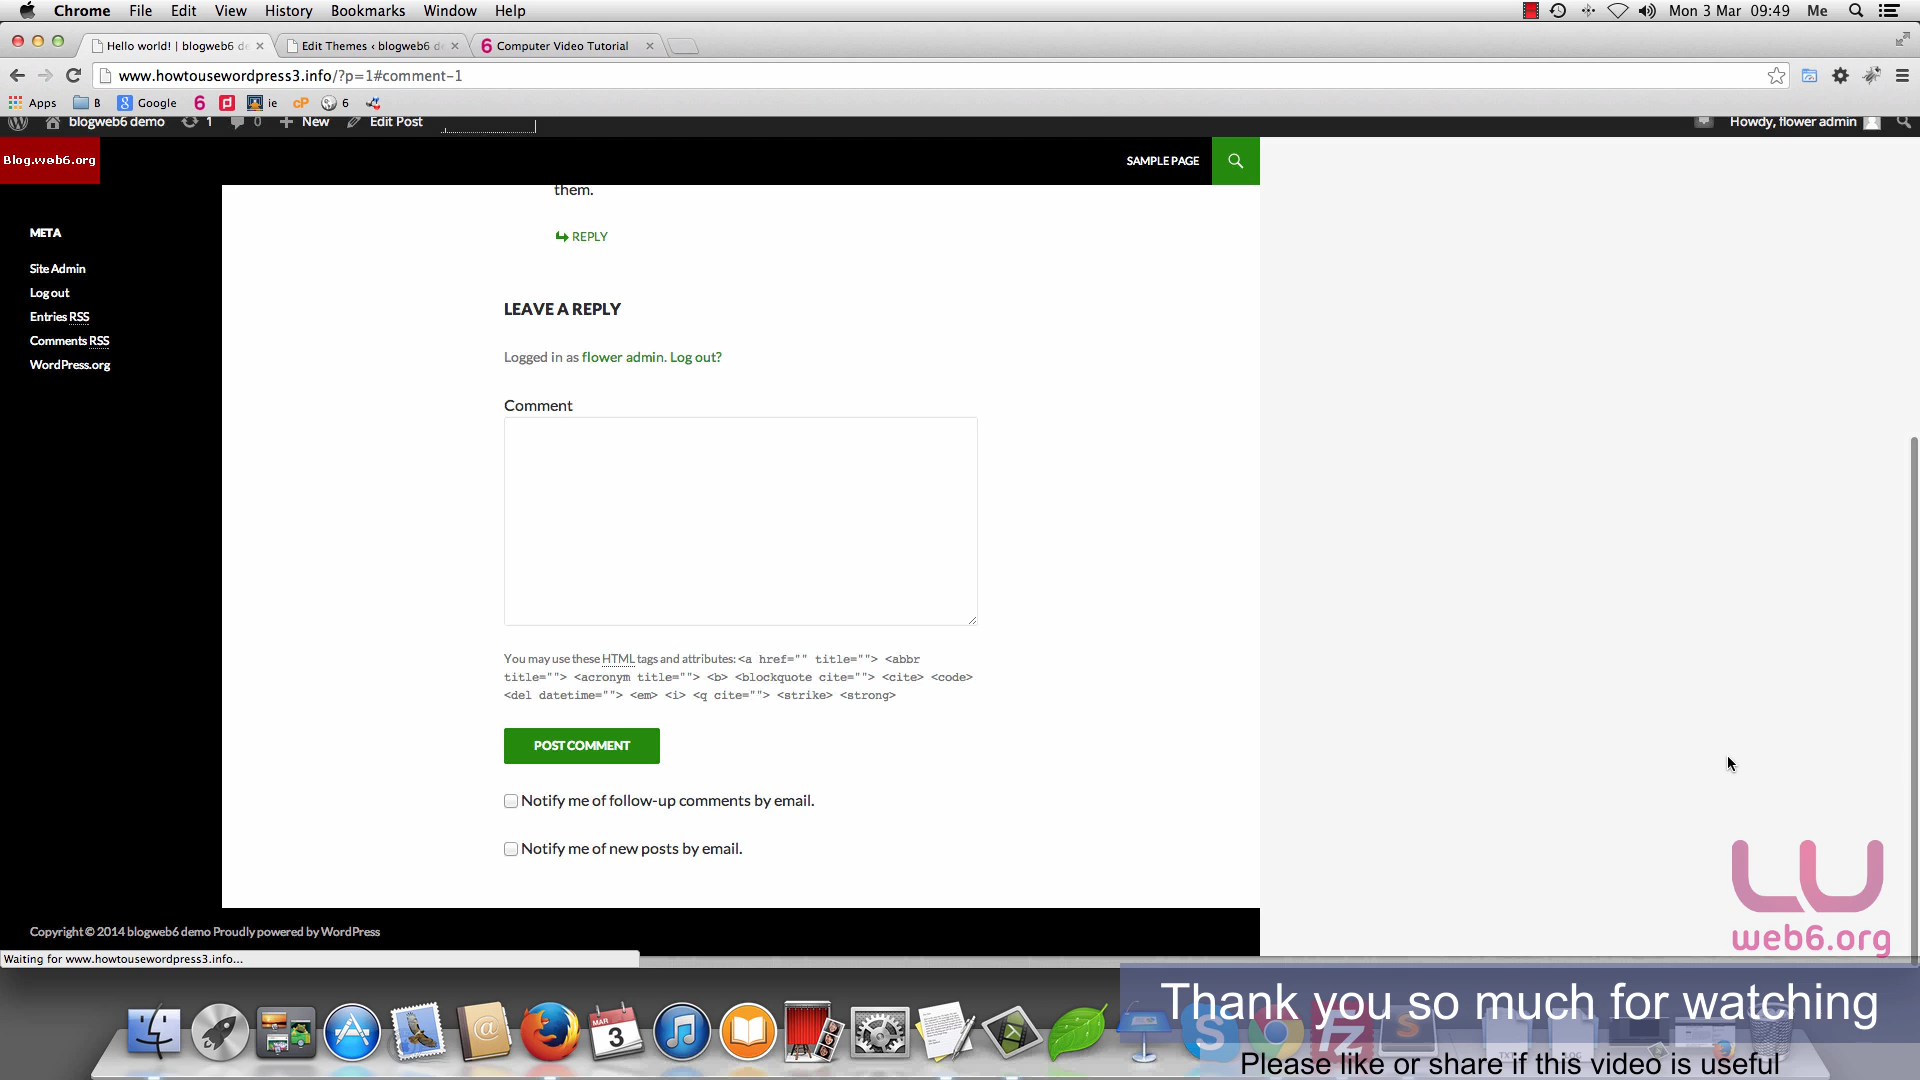 Chrome File Edit View History Bookmarks Window Help
Mon 3 Mar 09:49 Me
Hello world! | blogweb6 de
Edit Themes ‹ blogweb6 de
6 Computer Video Tutorial
www.howtousewordpress3.info/?p=1#comment-1
Apps B Google 6 ie cP 6
blogweb6 demo 1 0 + New Edit Post
Howdy, flower admin
Blog.web6.org
SAMPLE PAGE
them.
REPLY
META
Site Admin
Log out
Entries RSS
Comments RSS
WordPress.org
LEAVE A REPLY
Logged in as flower admin. Log out?
Comment
You may use these HTML tags and attributes: <a href="" title=""> <abbr
title=""> <acronym title=""> <b> <blockquote cite=""> <cite> <code>
<del datetime=""> <em> <i> <q cite=""> <strike> <strong>
POST COMMENT
Notify me of follow-up comments by email.
Notify me of new posts by email.
Copyright © 2014 blogweb6 demo Proudly powered by WordPress
Waiting for www.howtousewordpress3.info...
web6.org
MAR
3
Thank you so much for watching
Please like or share if this video is useful